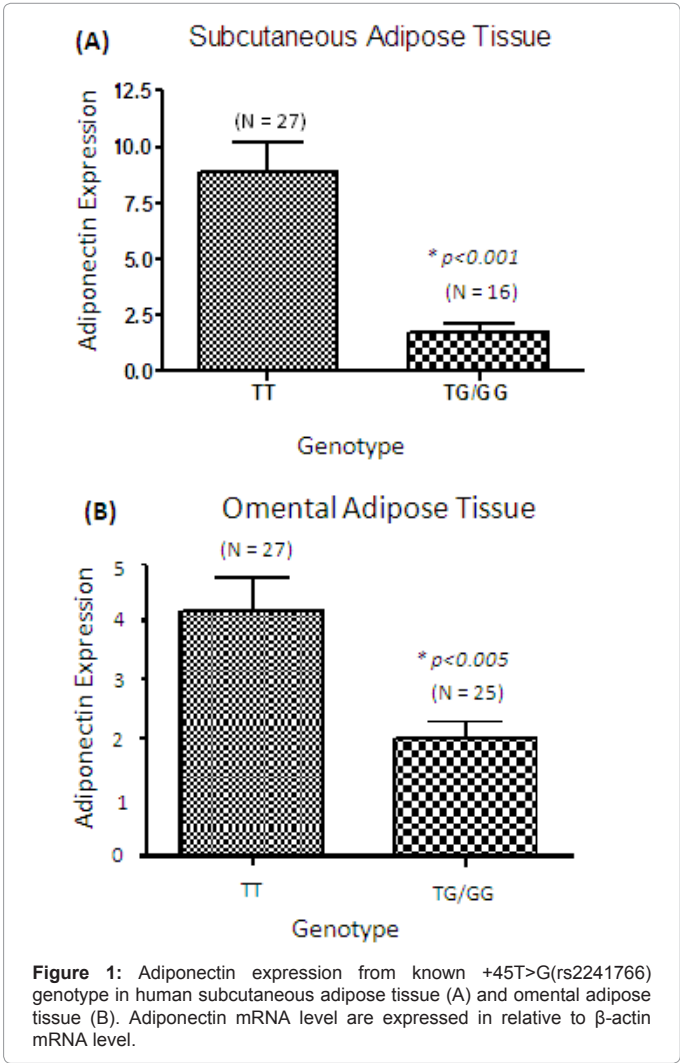 (A) Subcutaneous Adipose Tissue
Adiponectin Expression
12.5
10.0
7.5
5.0
2.5
0.0
(N = 27)
* p<0.001
(N = 16)
TT TG/GG
Genotype
(B) Omental Adipose Tissue
Adiponectin Expression
5
4
3
2
1
0
(N = 27)
* p<0.005
(N = 25)
TT TG/GG
Genotype
Figure 1: Adiponectin expression from known +45T>G(rs2241766)
genotype in human subcutaneous adipose tissue (A) and omental adipose
tissue (B). Adiponectin mRNA level are expressed in relative to β-actin
mRNA level.